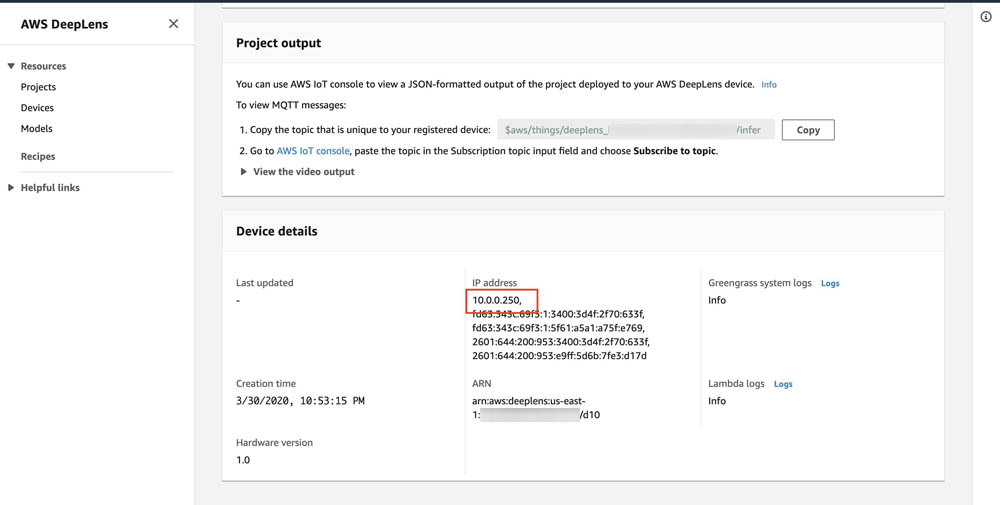 AWS DeepLens
Resources
Projects
Devices
Models
Recipes
Helpful links
Project output
You can use AWS IoT console to view a JSON-formatted output of the project deployed to your AWS DeepLens device. Info
To view MQTT messages:
1. Copy the topic that is unique to your registered device: $aws/things/deeplens_ /infer Copy
2. Go to AWS IoT console, paste the topic in the Subscription topic input field and choose Subscribe to topic.
View the video output
Device details
Last updated
-
IP address
10.0.0.250,
fd63:343c:69f3:1:3400:3d4f:2f70:633f,
fd63:343c:69f3:1:5f61:a5a1:a75f:e769,
2601:644:200:953:3400:3d4f:2f70:633f,
2601:644:200:953:e9ff:5d6b:7fe3:d17d
Greengrass system logs Logs
Info
Creation time
3/30/2020, 10:53:15 PM
ARN
arn:aws:deeplens:us-east-
1: /d10
Lambda logs Logs
Info
Hardware version
1.0